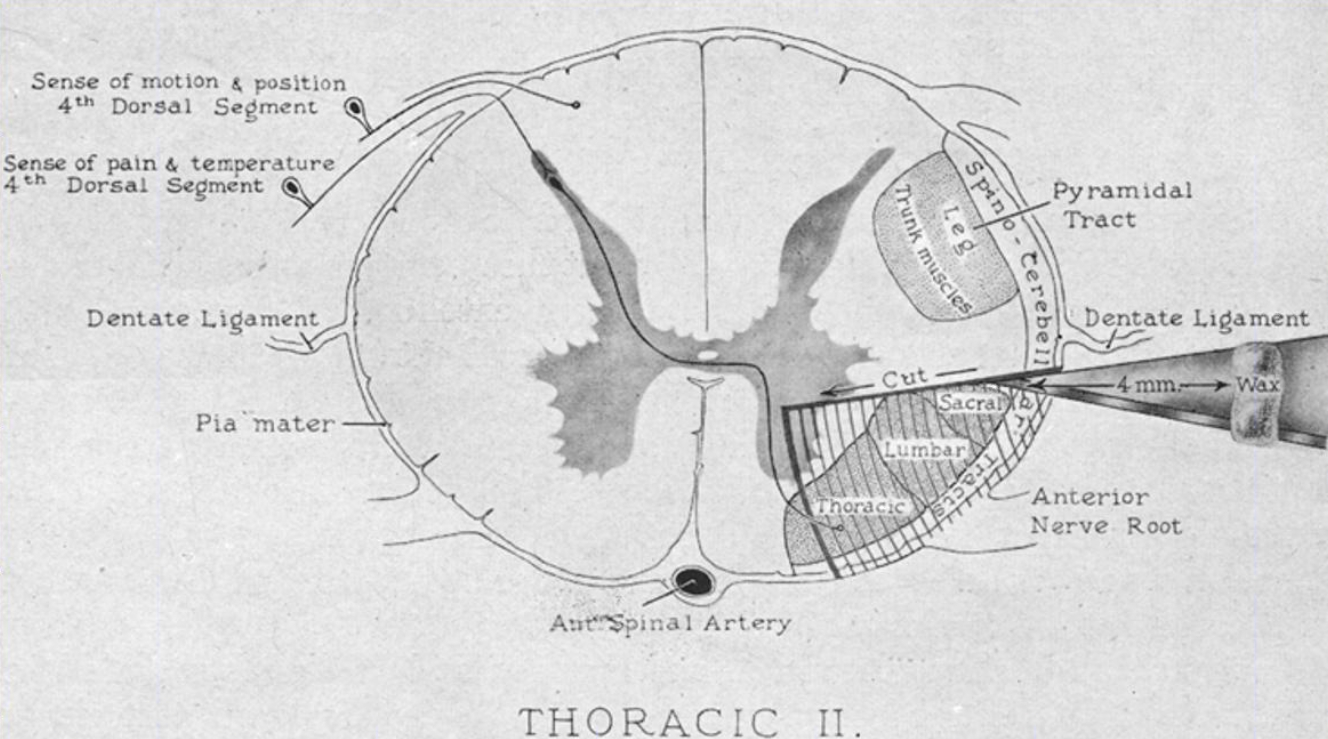 Sense of motion & position
4th Dorsal Segment
Sense of pain & temperature
4th Dorsal Segment
Dentate Ligament
Pia mater
Ant. Spinal Artery
Trunk muscles
Leg
Spino-Cerebellar Tracts
Pyramidal
Tract
Dentate Ligament
Cut
4 mm.
Wax
Sacral
Lumbar
Thoracic
Anterior
Nerve Root
THORACIC II.